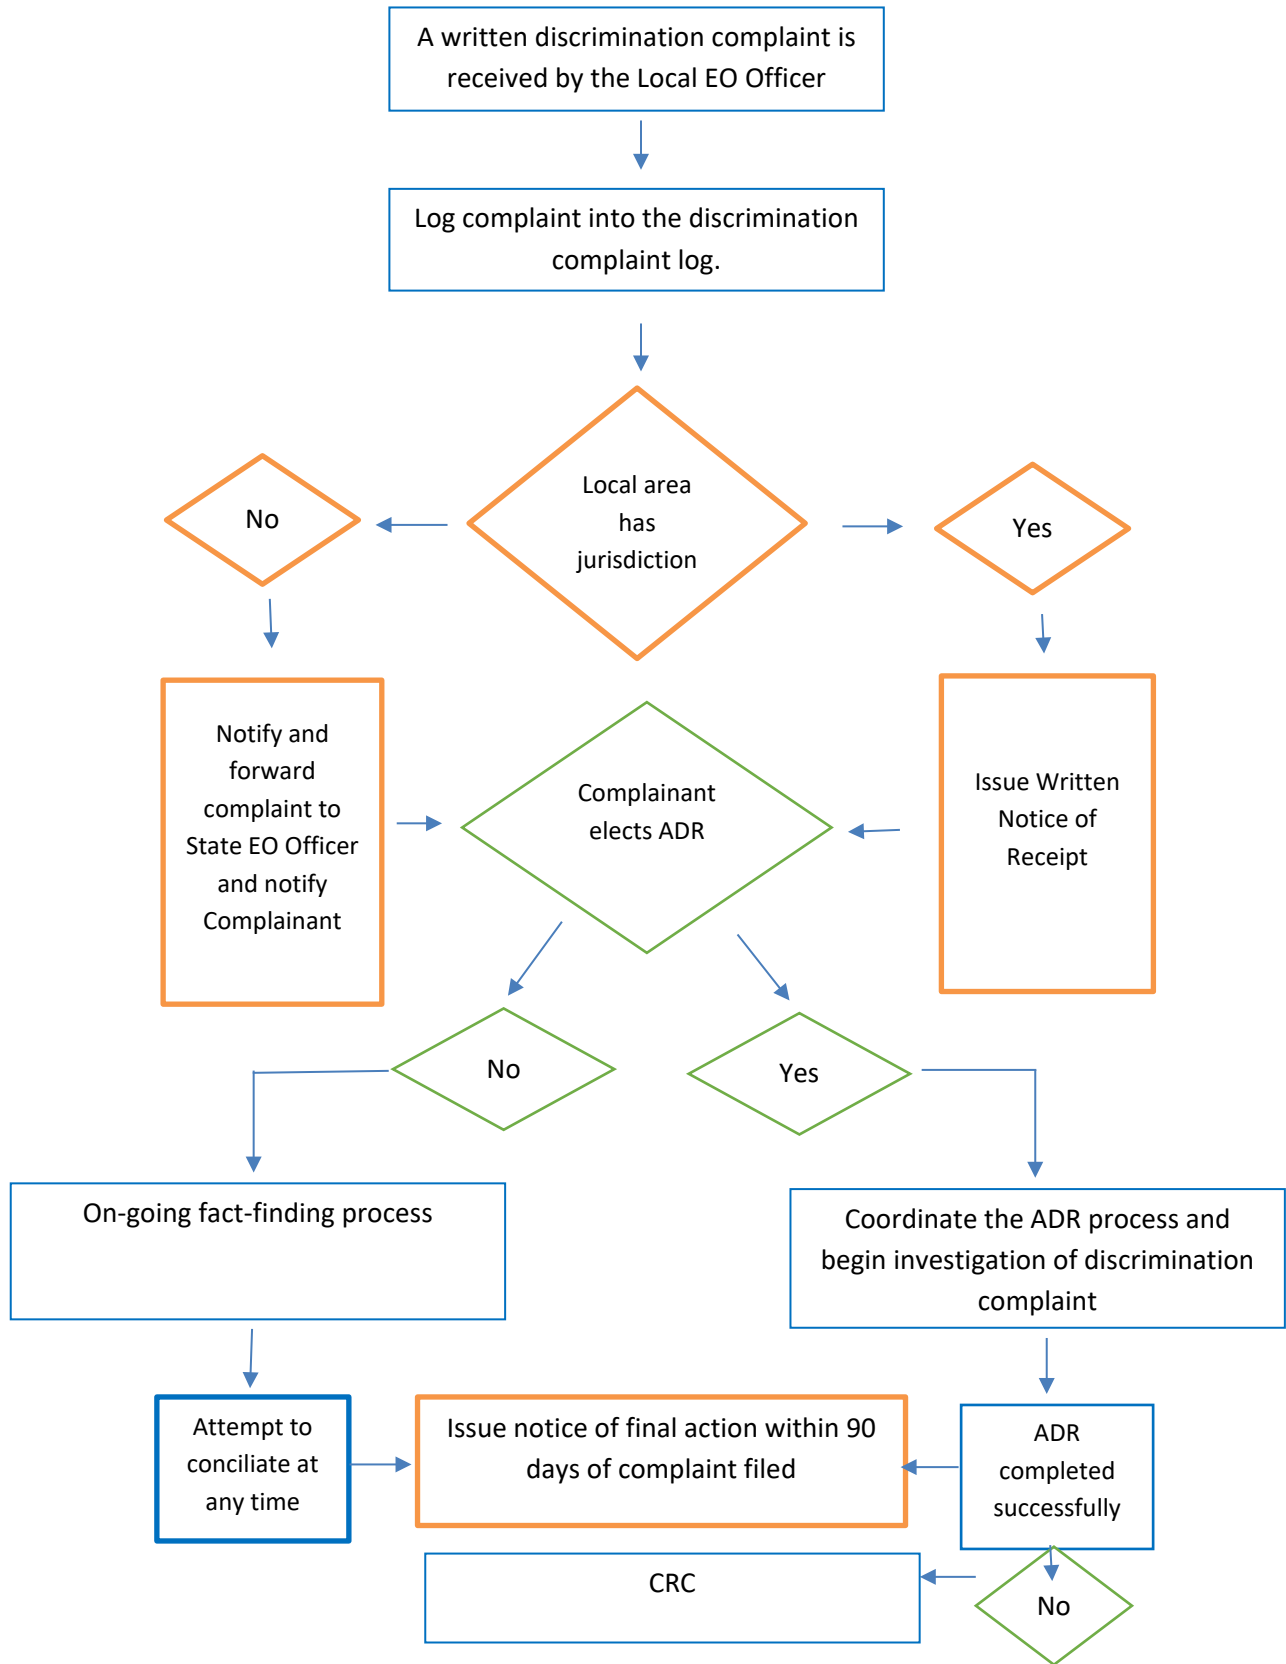 A written discrimination complaint is
received by the Local EO Officer
Log complaint into the discrimination
complaint log.
Local area
has
jurisdiction
No
Yes
Notify and
forward
complaint to
State EO Officer
and notify
Complainant
Complainant
elects ADR
Issue Written
Notice of
Receipt
No
Yes
On-going fact-finding process
Coordinate the ADR process and
begin investigation of discrimination
complaint
Attempt to
conciliate at
any time
Issue notice of final action within 90
days of complaint filed
ADR
completed
successfully
CRC
No